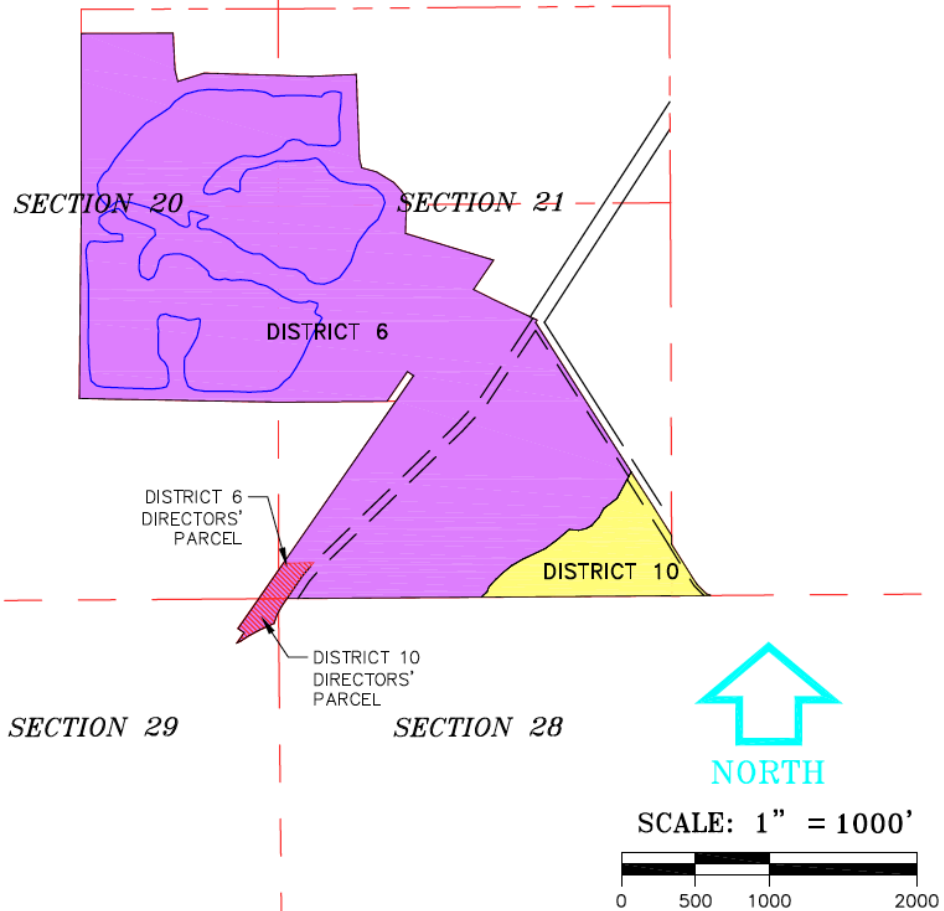 SECTION 20
SECTION 21
DISTRICT 6
DISTRICT 6
DIRECTORS'
PARCEL
DISTRICT 10
DISTRICT 10
DIRECTORS'
PARCEL
SECTION 29
SECTION 28
NORTH
SCALE: 1” = 1000’
0 500 1000 2000